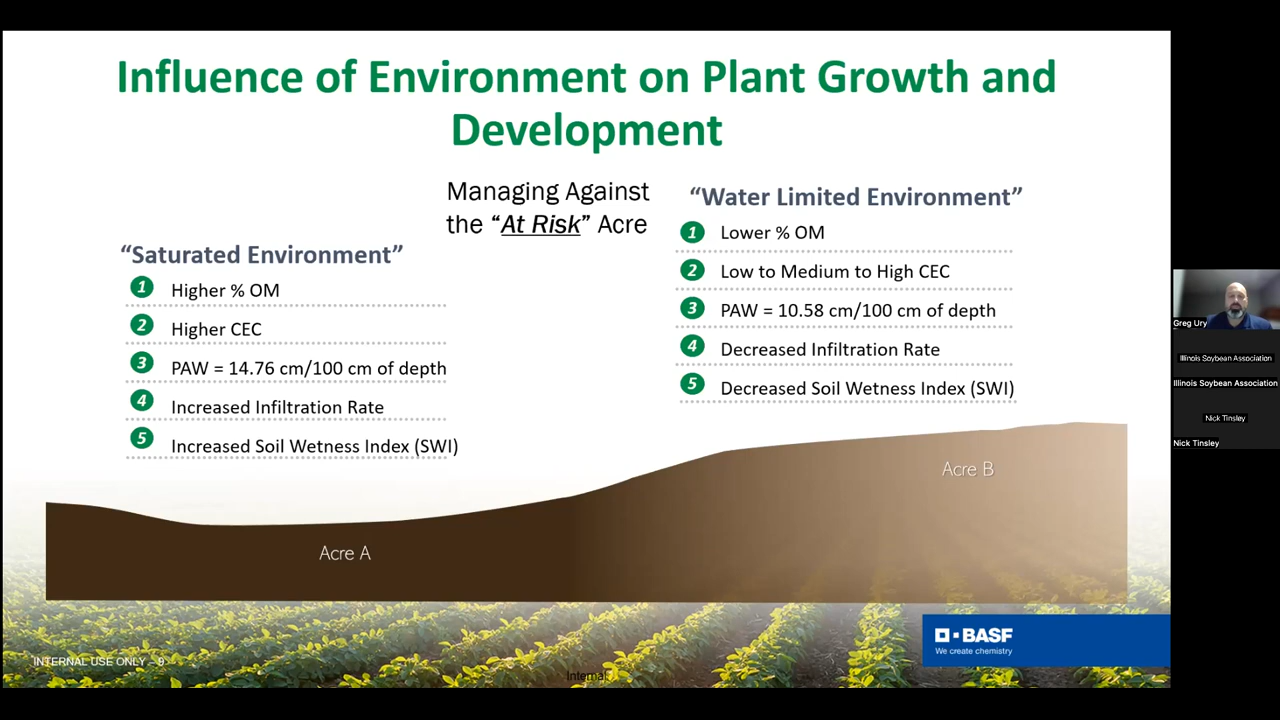 Influence of Environment on Plant Growth and
Development
Managing Against
the “At Risk” Acre
“Saturated Environment”
1 Higher % OM
2 Higher CEC
3 PAW = 14.76 cm/100 cm of depth
4 Increased Infiltration Rate
5 Increased Soil Wetness Index (SWI)
“Water Limited Environment”
1 Lower % OM
2 Low to Medium to High CEC
3 PAW = 10.58 cm/100 cm of depth
4 Decreased Infiltration Rate
5 Decreased Soil Wetness Index (SWI)
Acre A
Acre B
BASF
We create chemistry
INTERNAL USE ONLY - 9
Internal
Greg Ury
Illinois Soybean Association
Illinois Soybean Association
Nick Tinsley
Nick Tinsley